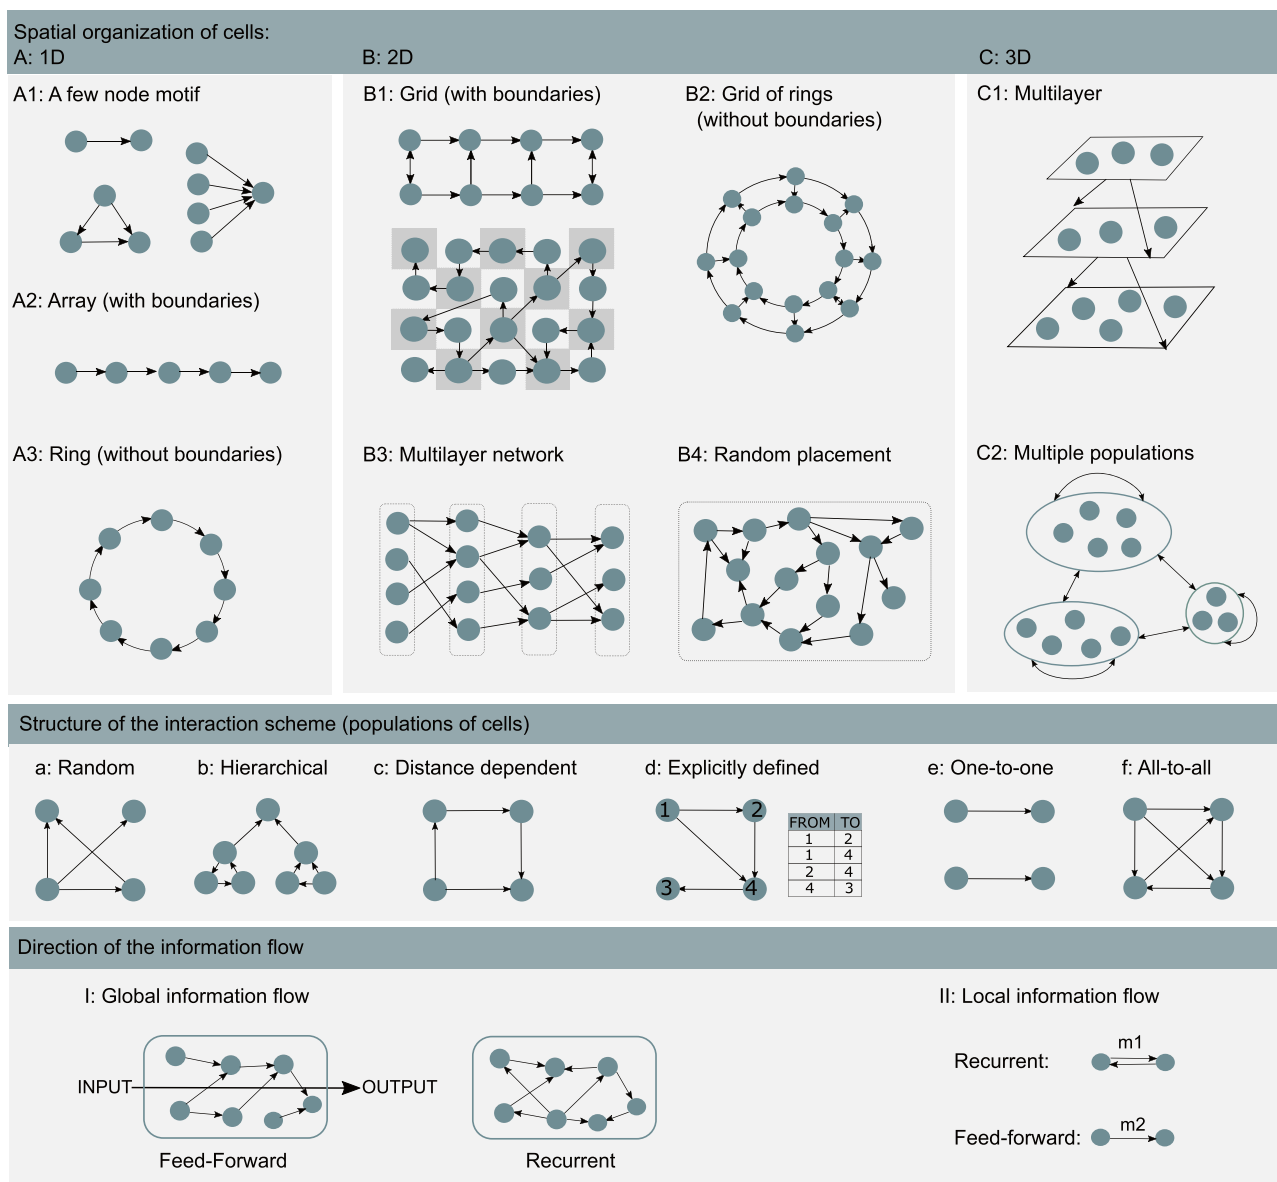 Spatial organization of cells:
A: 1D
B: 2D
C: 3D
A1: A few node motif
A2: Array (with boundaries)
A3: Ring (without boundaries)
B1: Grid (with boundaries)
B2: Grid of rings
(without boundaries)
B3: Multilayer network
B4: Random placement
C1: Multilayer
C2: Multiple populations
Structure of the interaction scheme (populations of cells)
a: Random
b: Hierarchical
c: Distance dependent
d: Explicitly defined
e: One-to-one
f: All-to-all
1 2
3 4
FROM TO
1 2
1 4
2 4
4 3
Direction of the information flow
I: Global information flow
INPUT
OUTPUT
Feed-Forward
Recurrent
II: Local information flow
Recurrent:
m1
Feed-forward:
m2